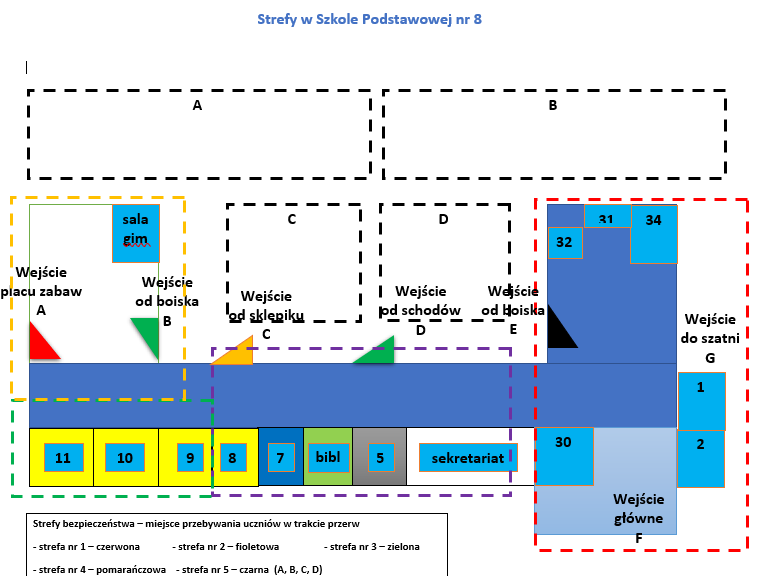 Strefy w Szkole Podstawowej nr 8
A
B
sala
gim
C
D
31
34
32
Wejście
piacu zabaw
A
Wejście
od boiska
B
Wejście
od sklepiku
C
Wejście
od schodów
D
Wejście
od boiska
E
Wejście
do szatni
G
1
2
11
10
9
8
7
bibl
5
sekretariat
30
Wejście
główne
F
Strefy bezpieczeństwa – miejsce przebywania uczniów w trakcie przerw
- strefa nr 1 – czerwona - strefa nr 2 – fioletowa - strefa nr 3 – zielona
- strefa nr 4 – pomarańczowa - strefa nr 5 – czarna (A, B, C, D)